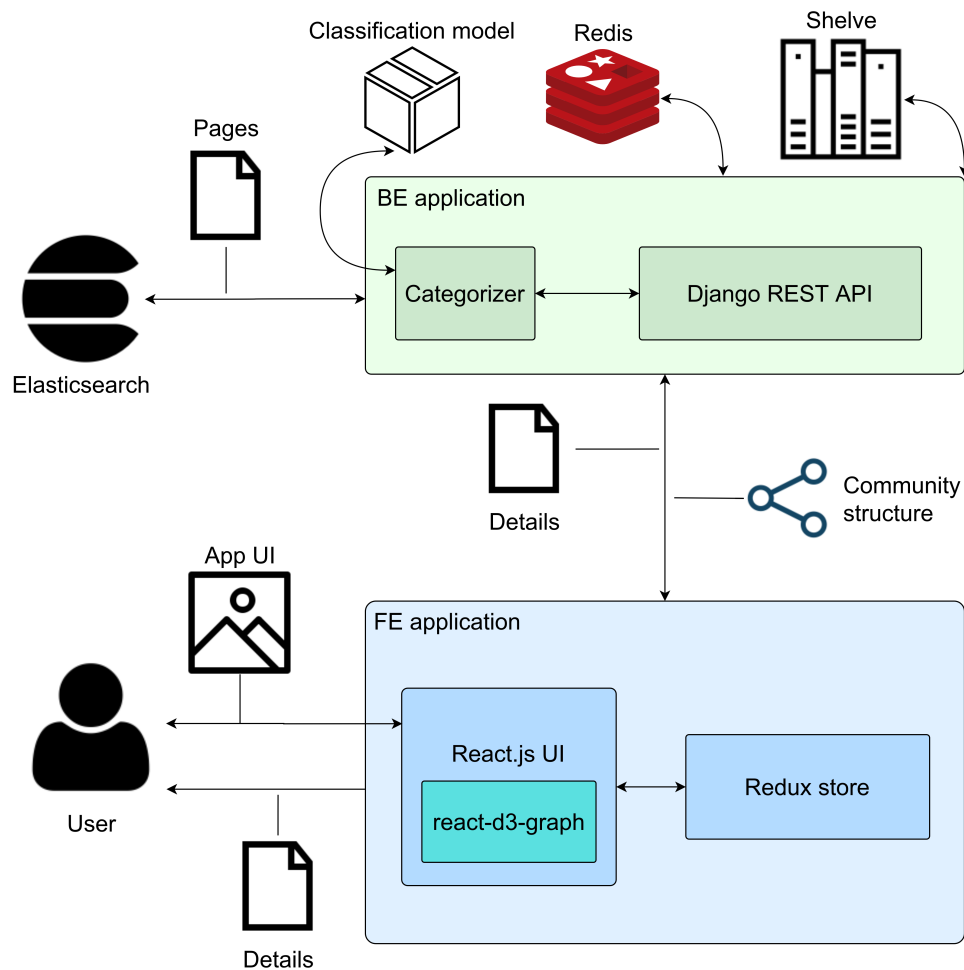 Classification model
Redis
Shelve
Pages
BE application
Categorizer
Django REST API
Elasticsearch
Details
Community
structure
App UI
FE application
React.js UI
react-d3-graph
Redux store
User
Details